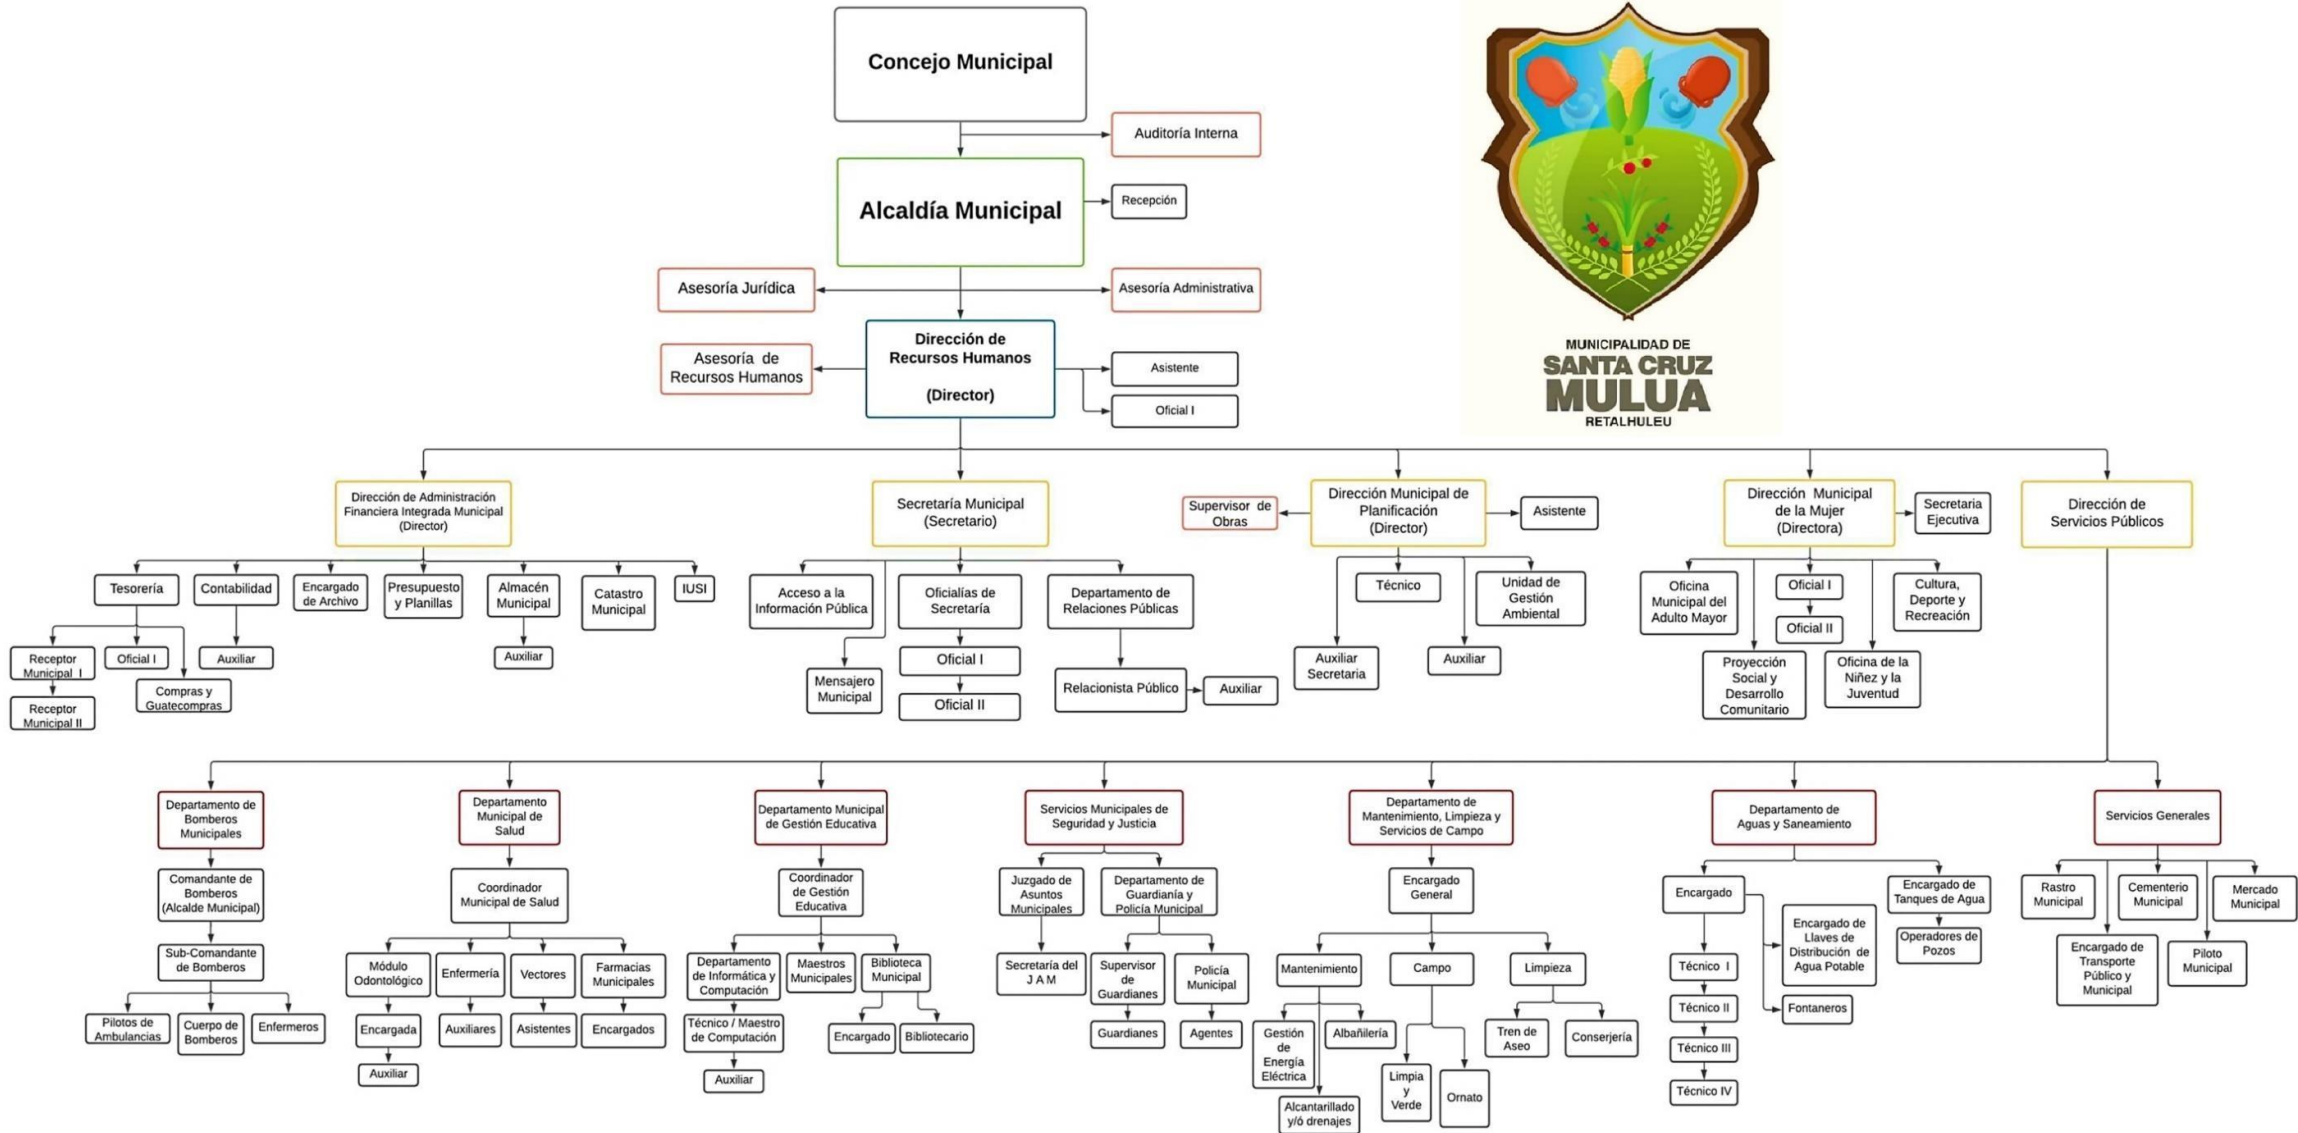 Concejo Municipal
Auditoría Interna
Alcaldía Municipal
Recepción
Asesoría Jurídica
Asesoría Administrativa
Dirección de
Recursos Humanos
(Director)
Asesoría de
Recursos Humanos
Asistente
Oficial I
MUNICIPALIDAD DE
SANTA CRUZ
MULUA
RETALHULEU
Dirección de Administración
Financiera Integrada Municipal
(Director)
Secretaría Municipal
(Secretario)
Supervisor de
Obras
Dirección Municipal de
Planificación
(Director)
Asistente
Dirección Municipal
de la Mujer
(Directora)
Secretaria
Ejecutiva
Dirección de
Servicios Públicos
Tesorería
Contabilidad
Encargado
de Archivo
Presupuesto
y Planillas
Almacén
Municipal
Catastro
Municipal
IUSI
Receptor
Municipal I
Receptor
Municipal II
Oficial I
Compras y
Guatecompras
Auxiliar
Auxiliar
Acceso a la
Información Pública
Oficialías de
Secretaría
Departamento de
Relaciones Públicas
Mensajero
Municipal
Oficial I
Oficial II
Relacionista Público
Auxiliar
Técnico
Unidad de
Gestión
Ambiental
Auxiliar
Secretaria
Auxiliar
Oficina
Municipal del
Adulto Mayor
Oficial I
Oficial II
Cultura,
Deporte y
Recreación
Proyección
Social y
Desarrollo
Comunitario
Oficina de la
Niñez y la
Juventud
Departamento de
Bomberos
Municipales
Departamento
Municipal de
Salud
Departamento Municipal
de Gestión Educativa
Servicios Municipales de
Seguridad y Justicia
Departamento de
Mantenimiento, Limpieza y
Servicios de Campo
Departamento de
Aguas y Saneamiento
Servicios Generales
Comandante de
Bomberos
(Alcalde Municipal)
Sub-Comandante
de Bomberos
Pilotos de
Ambulancias
Cuerpo de
Bomberos
Enfermeros
Coordinador
Municipal de Salud
Módulo
Odontológico
Enfermería
Vectores
Farmacias
Municipales
Encargada
Auxiliares
Asistentes
Encargados
Auxiliar
Coordinador
de Gestión
Educativa
Departamento
de Informática y
Computación
Maestros
Municipales
Biblioteca
Municipal
Técnico / Maestro
de Computación
Encargado
Bibliotecario
Auxiliar
Juzgado de
Asuntos
Municipales
Departamento de
Guardianía y
Policía Municipal
Secretaría del
J A M
Supervisor
de
Guardianes
Policía
Municipal
Guardianes
Agentes
Encargado
General
Mantenimiento
Campo
Limpieza
Gestión
de
Energía
Eléctrica
Albañilería
Alcantarillado
y/ó drenajes
Limpia
y
Verde
Ornato
Tren de
Aseo
Conserjería
Encargado
Encargado de
Tanques de Agua
Encargado de
Llaves de
Distribución de
Agua Potable
Operadores de
Pozos
Fontaneros
Técnico I
Técnico II
Técnico III
Técnico IV
Rastro
Municipal
Cementerio
Municipal
Mercado
Municipal
Encargado de
Transporte
Público y
Municipal
Piloto
Municipal